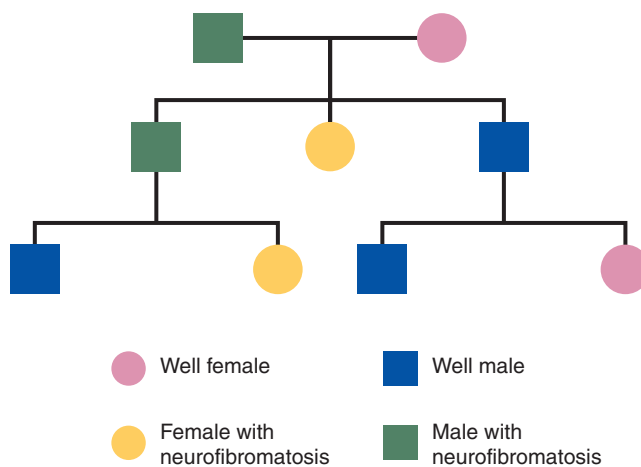 Well female
Well male
Female with
neurofibromatosis
Male with
neurofibromatosis